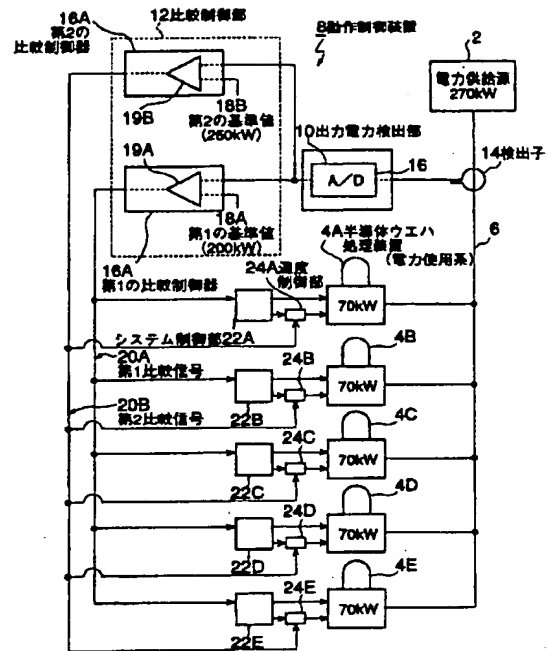 16A 第2の
比較制御器
12比較制御部
8動作制御装置
2
電力供給源
270kW
19B
18B
第2の基準値
(250kW)
10出力電力検出部
A/D
16
14検出子
19A
18A
第1の基準値
(200kW)
6
16A
第1の比較制御器
24A速度
制御部
4A半導体ウエハ
処理装置
(電力使用系)
70kW
システム制御部22A
20A
第1比較信号
24B
4B
70kW
20B
第2比較信号
22B
24C
4C
70kW
22C
24D
4D
70kW
22D
24E
4E
70kW
22E